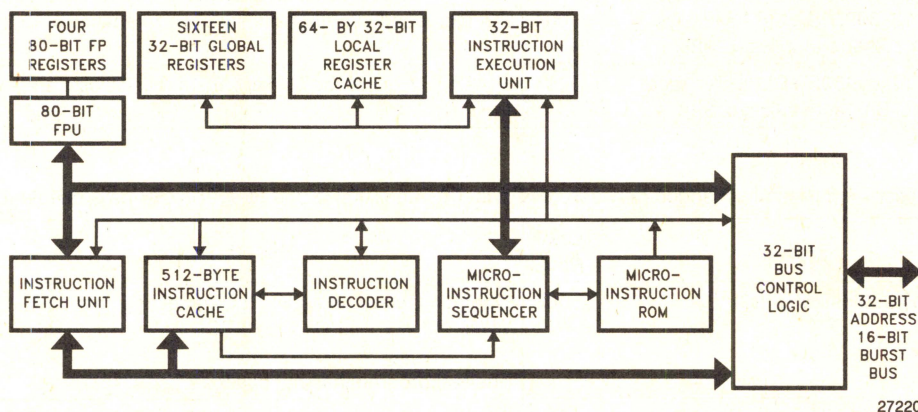 FOUR
80-BIT FP
REGISTERS
SIXTEEN
32-BIT GLOBAL
REGISTERS
64- BY 32-BIT
LOCAL
REGISTER
CACHE
32-BIT
INSTRUCTION
EXECUTION
UNIT
80-BIT
FPU
INSTRUCTION
FETCH UNIT
512-BYTE
INSTRUCTION
CACHE
INSTRUCTION
DECODER
MICRO-
INSTRUCTION
SEQUENCER
MICRO-
INSTRUCTION
ROM
32-BIT
BUS
CONTROL
LOGIC
32-BIT
ADDRESS
16-BIT
BURST
BUS
27220